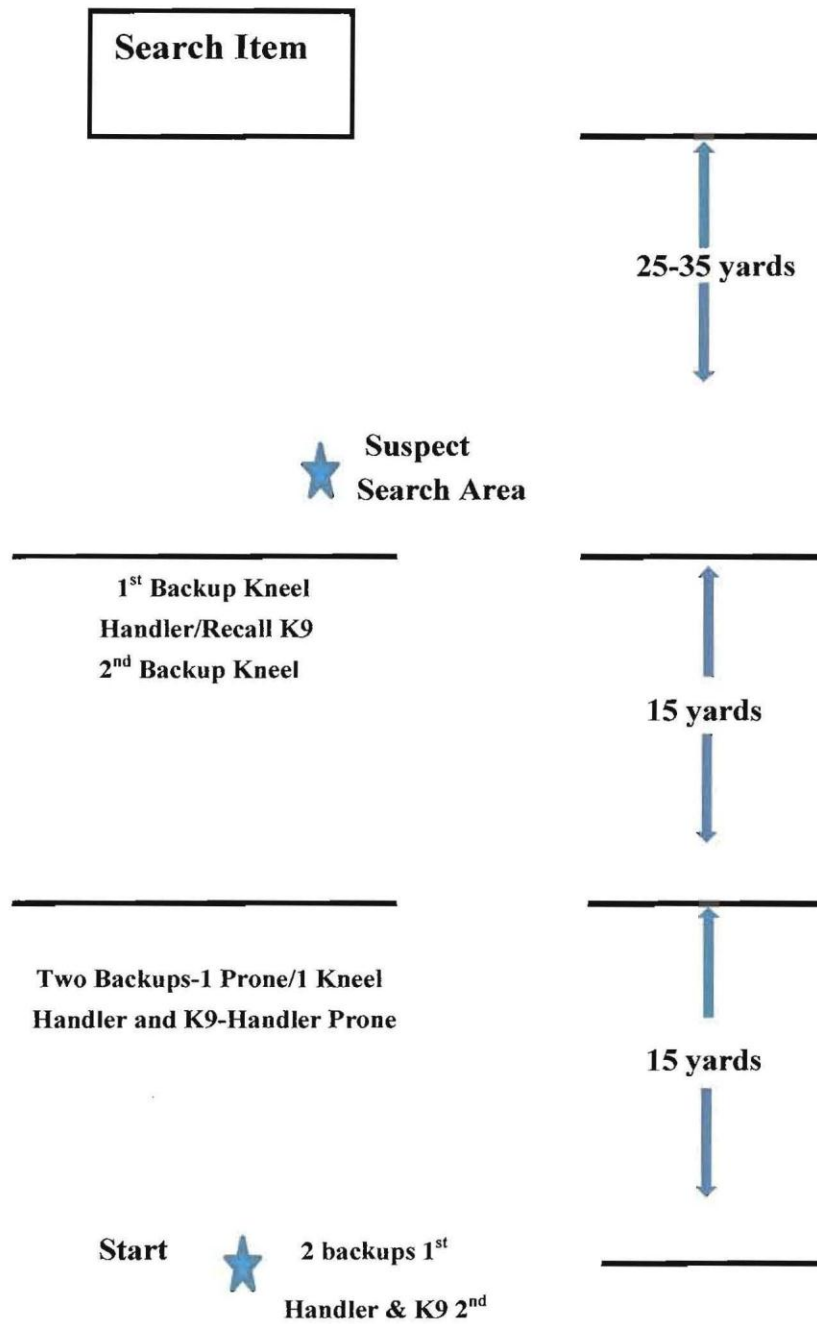 Search Item
25-35 yards
Suspect
Search Area
1st Backup Kneel
Handler/Recall K9
2nd Backup Kneel
15 yards
Two Backups-1 Prone/1 Kneel
Handler and K9-Handler Prone
15 yards
Start
2 backups 1st
Handler & K9 2nd